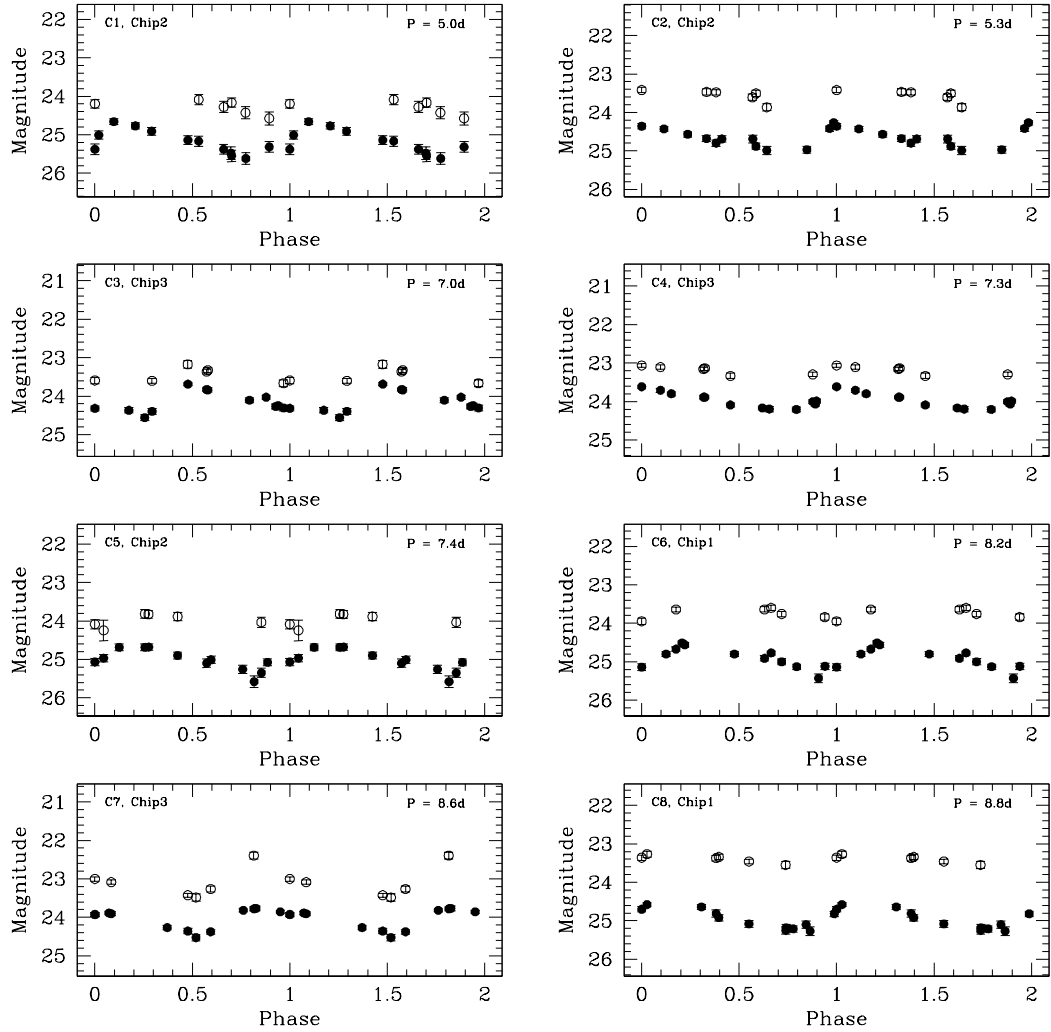 C1, Chip2 P = 5.0d
22
23
24
25
26
Magnitude
0 0.5 1 1.5 2
Phase
C2, Chip2 P = 5.3d
22
23
24
25
26
Magnitude
0 0.5 1 1.5 2
Phase
C3, Chip3 P = 7.0d
21
22
23
24
25
Magnitude
0 0.5 1 1.5 2
Phase
C4, Chip3 P = 7.3d
21
22
23
24
25
Magnitude
0 0.5 1 1.5 2
Phase
C5, Chip2 P = 7.4d
22
23
24
25
26
Magnitude
0 0.5 1 1.5 2
Phase
C6, Chip1 P = 8.2d
22
23
24
25
26
Magnitude
0 0.5 1 1.5 2
Phase
C7, Chip3 P = 8.6d
21
22
23
24
25
Magnitude
0 0.5 1 1.5 2
Phase
C8, Chip1 P = 8.8d
22
23
24
25
26
Magnitude
0 0.5 1 1.5 2
Phase